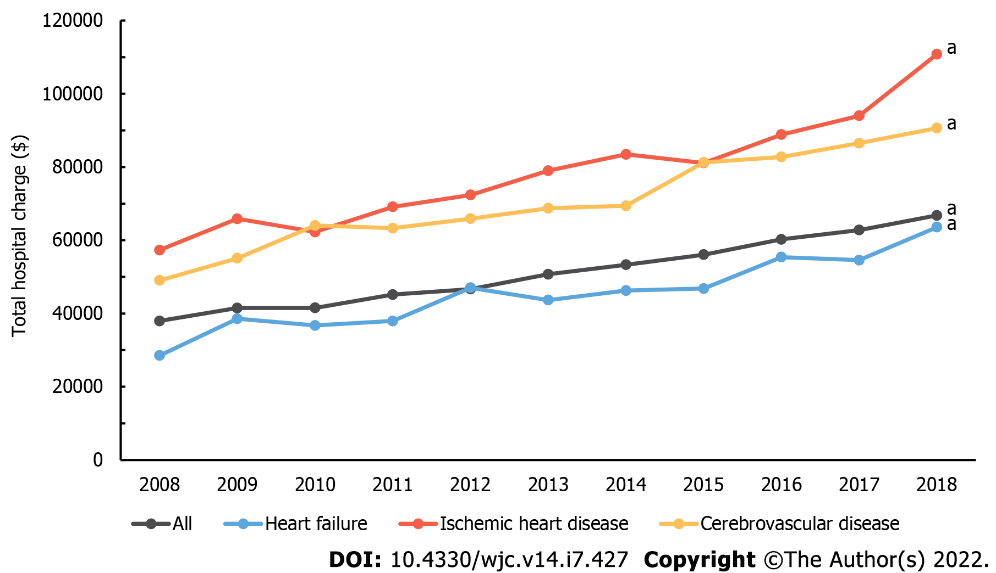 120000
100000
80000
60000
40000
20000
0
Total hospital charge ($)
a
a
a
a
2008 2009 2010 2011 2012 2013 2014 2015 2016 2017 2018
All Heart failure Ischemic heart disease Cerebrovascular disease
DOI: 10.4330/wjc.v14.i7.427 Copyright ©The Author(s) 2022.